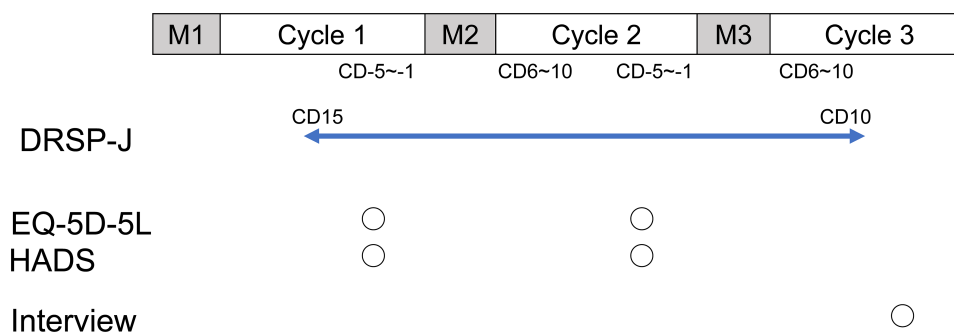 M1 Cycle 1 M2 Cycle 2 M3 Cycle 3
CD-5~-1 CD6~10 CD-5~-1 CD6~10
CD15 CD10
DRSP-J
EQ-5D-5L
HADS
Interview